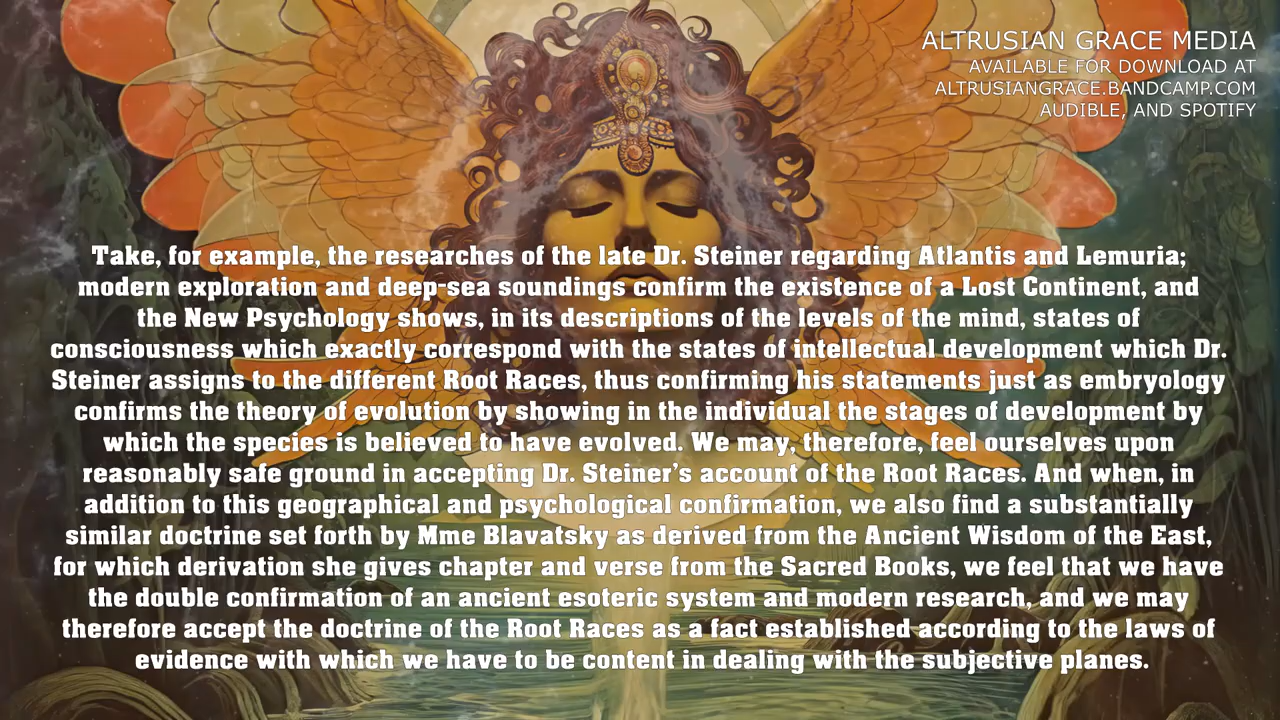 ALTRUSIAN GRACE MEDIA
AVAILABLE FOR DOWNLOAD AT
ALTRUSIANGRACE.BANDCAMP.COM
AUDIBLE, AND SPOTIFY
Take, for example, the researches of the late Dr. Steiner regarding Atlantis and Lemuria;
modern exploration and deep-sea soundings confirm the existence of a Lost Continent, and
the New Psychology shows, in its descriptions of the levels of the mind, states of
consciousness which exactly correspond with the states of intellectual development which Dr.
Steiner assigns to the different Root Races, thus confirming his statements just as embryology
confirms the theory of evolution by showing in the individual the stages of development by
which the species is believed to have evolved. We may, therefore, feel ourselves upon
reasonably safe ground in accepting Dr. Steiner's account of the Root Races. And when, in
addition to this geographical and psychological confirmation, we also find a substantially
similar doctrine set forth by Mme Blavatsky as derived from the Ancient Wisdom of the East,
for which derivation she gives chapter and verse from the Sacred Books, we feel that we have
the double confirmation of an ancient esoteric system and modern research, and we may
therefore accept the doctrine of the Root Races as a fact established according to the laws of
evidence with which we have to be content in dealing with the subjective planes.